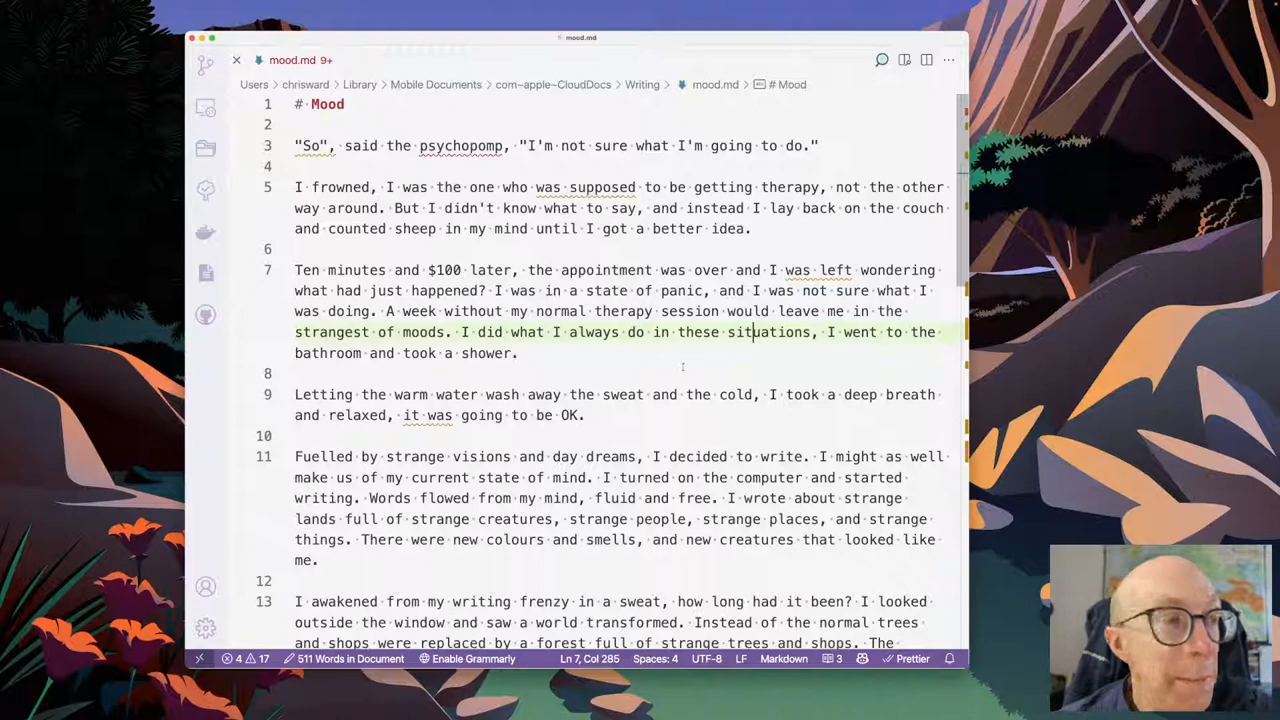 mood.md
mood.md 9+
Users > chrisward > Library > Mobile Documents > com~apple~CloudDocs > Writing > mood.md > # Mood
1 # Mood
2
3 "So", said the psychopomp, "I'm not sure what I'm going to do."
4
5 I frowned, I was the one who was supposed to be getting therapy, not the other
way around. But I didn't know what to say, and instead I lay back on the couch
and counted sheep in my mind until I got a better idea.
6
7 Ten minutes and $100 later, the appointment was over and I was left wondering
what had just happened? I was in a state of panic, and I was not sure what I
was doing. A week without my normal therapy session would leave me in the
strangest of moods. I did what I always do in these situations, I went to the
bathroom and took a shower.
8
9 Letting the warm water wash away the sweat and the cold, I took a deep breath
and relaxed, it was going to be OK.
10
11 Fuelled by strange visions and day dreams, I decided to write. I might as well
make us of my current state of mind. I turned on the computer and started
writing. Words flowed from my mind, fluid and free. I wrote about strange
lands full of strange creatures, strange people, strange places, and strange
things. There were new colours and smells, and new creatures that looked like
me.
12
13 I awakened from my writing frenzy in a sweat, how long had it been? I looked
outside the window and saw a world transformed. Instead of the normal trees
and shops were replaced by a forest full of strange trees and shops. The
4 17 511 Words in Document Enable Grammarly Ln 7, Col 285 Spaces: 4 UTF-8 LF Markdown 3 Prettier